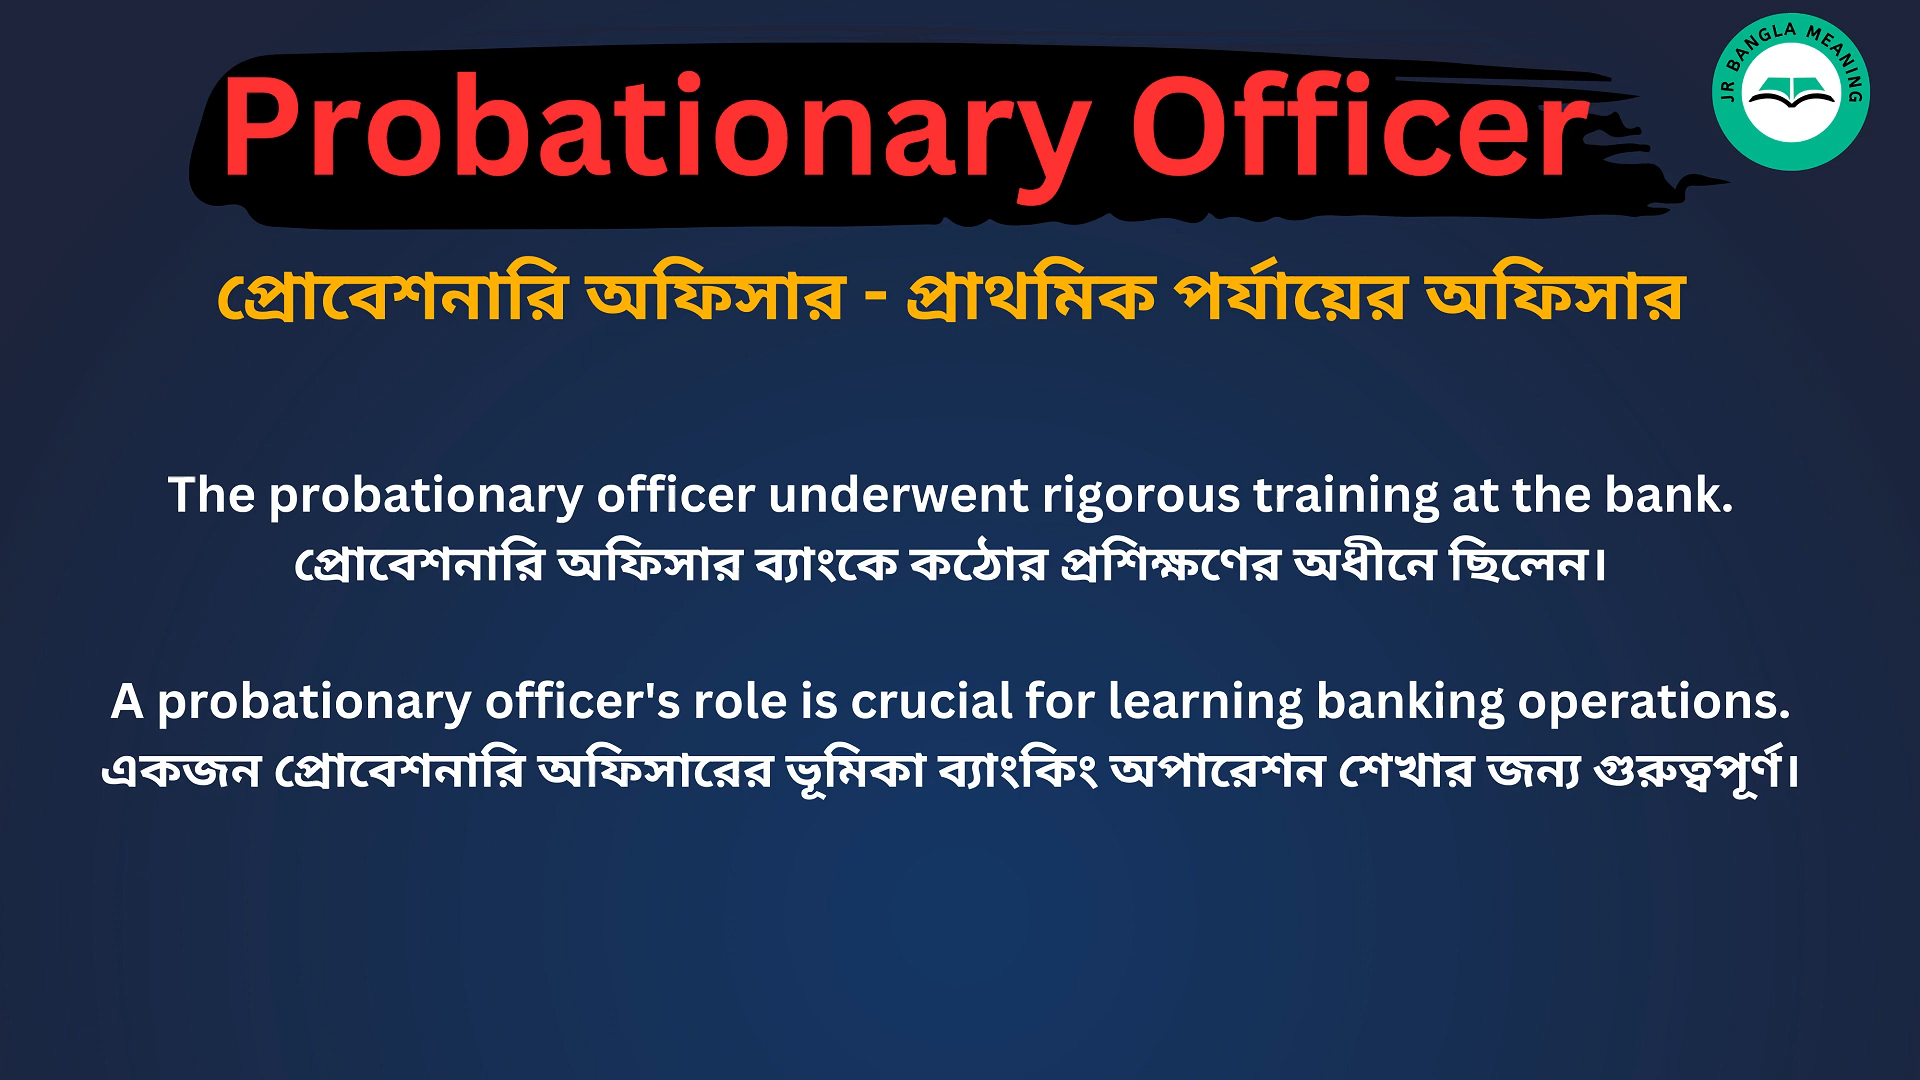 Probationary Officer
JR BANGLA MEANING
প্রোবেশনারি অফিসার - প্রাথমিক পর্যায়ের অফিসার
The probationary officer underwent rigorous training at the bank.
প্রোবেশনারি অফিসার ব্যাংকে কঠোর প্রশিক্ষণের অধীনে ছিলেন।
A probationary officer's role is crucial for learning banking operations.
একজন প্রোবেশনারি অফিসারের ভূমিকা ব্যাংকিং অপারেশন শেখার জন্য গুরুত্বপূর্ণ।